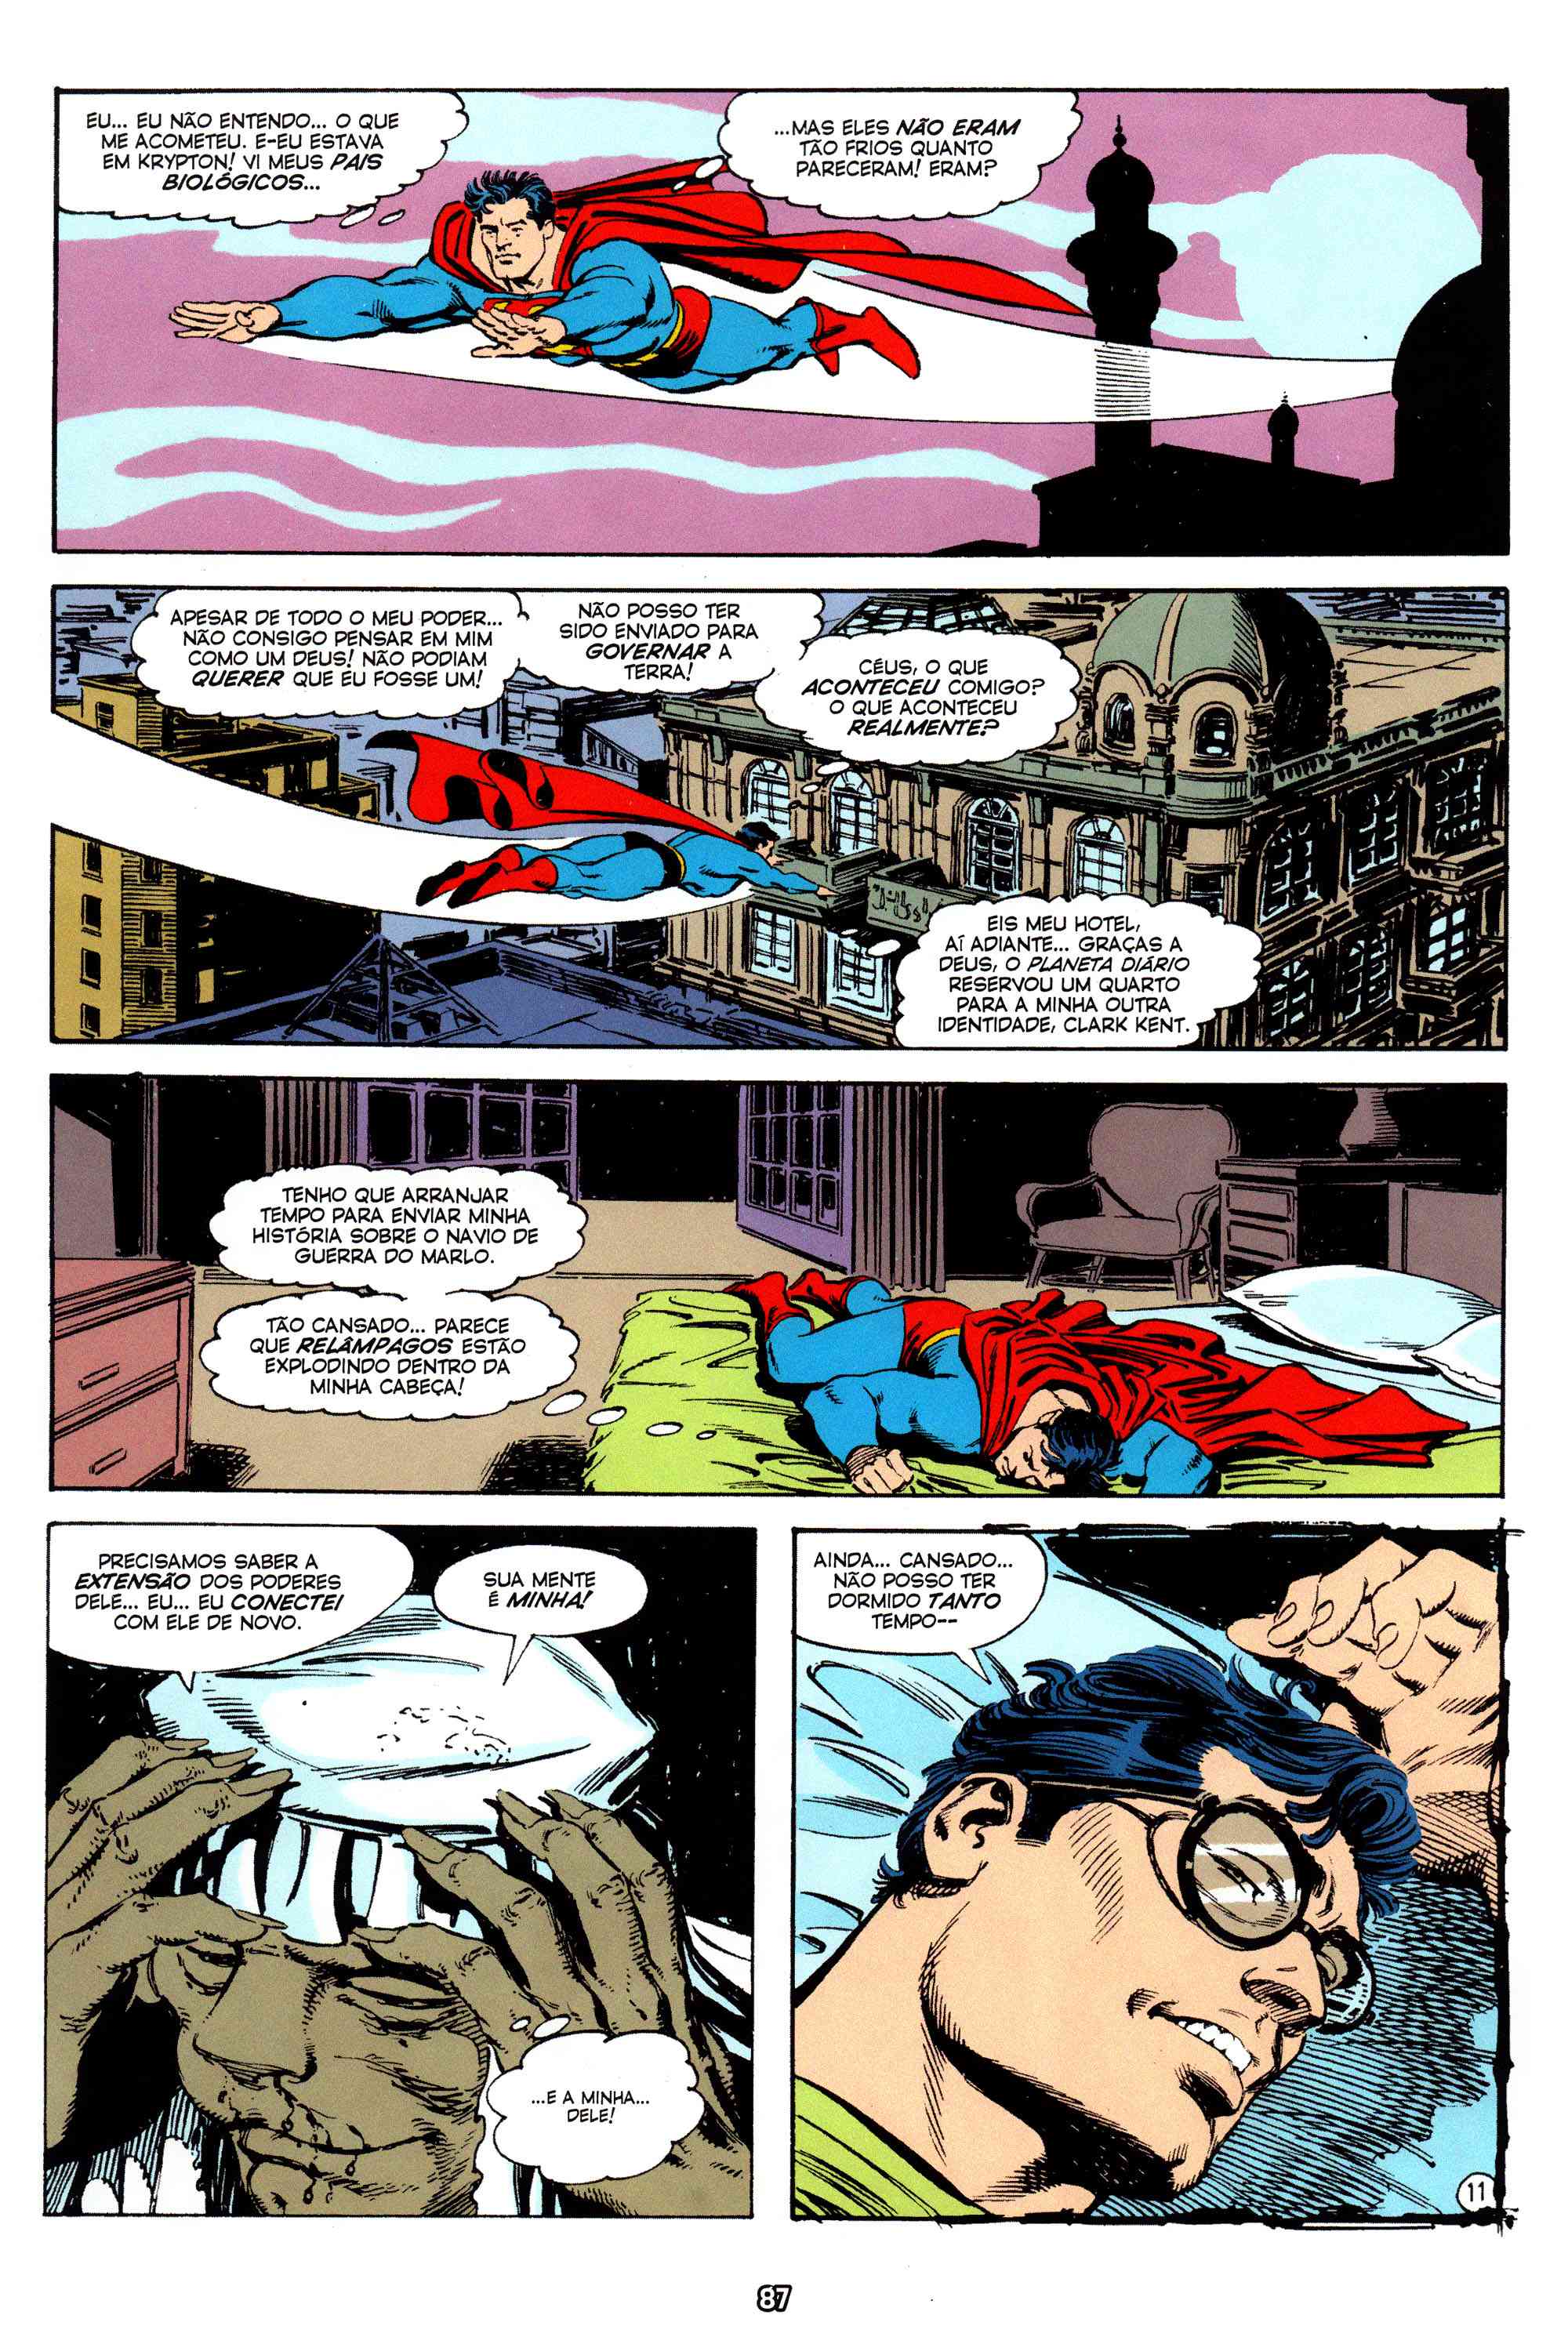 EU... EU NÃO ENTENDO... O QUE
ME ACOMETEU. E-EU ESTAVA
EM KRYPTON! VI MEUS PAIS
BIOLÓGICOS...
...MAS ELES NÃO ERAM
TÃO FRIOS QUANTO
PARECERAM! ERAM?
APESAR DE TODO O MEU PODER...
NÃO CONSIGO PENSAR EM MIM
COMO UM DEUS! NÃO PODIAM
QUERER QUE EU FOSSE UM!
NÃO POSSO TER
SIDO ENVIADO PARA
GOVERNAR A
TERRA!
CÉUS, O QUE
ACONTECEU COMIGO?
O QUE ACONTECEU
REALMENTE?
EIS MEU HOTEL,
AÍ ADIANTE... GRAÇAS A
DEUS, O PLANETA DIÁRIO
RESERVOU UM QUARTO
PARA A MINHA OUTRA
IDENTIDADE, CLARK KENT.
TENHO QUE ARRANJAR
TEMPO PARA ENVIAR MINHA
HISTÓRIA SOBRE O NAVIO DE
GUERRA DO MARLO.
TÃO CANSADO... PARECE
QUE RELÂMPAGOS ESTÃO
EXPLODINDO DENTRO DA
MINHA CABEÇA!
PRECISAMOS SABER A
EXTENSÃO DOS PODERES
DELE... EU... EU CONECTEI
COM ELE DE NOVO.
SUA MENTE
É MINHA!
...E A MINHA...
DELE!
AINDA... CANSADO...
NÃO POSSO TER
DORMIDO TANTO
TEMPO--
11
87